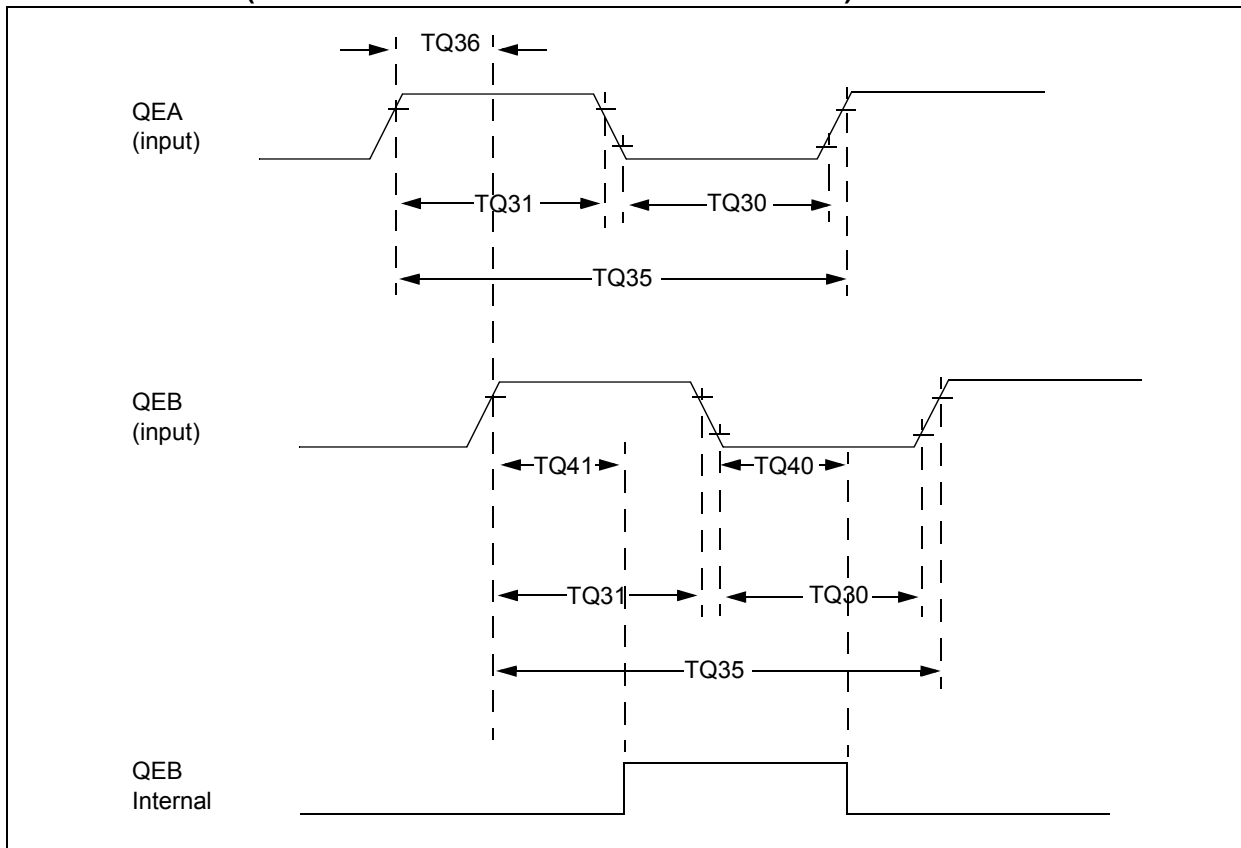 TQ36
QEA
(input)
TQ31
TQ30
TQ35
QEB
(input)
TQ41
TQ40
TQ31
TQ30
TQ35
QEB
Internal